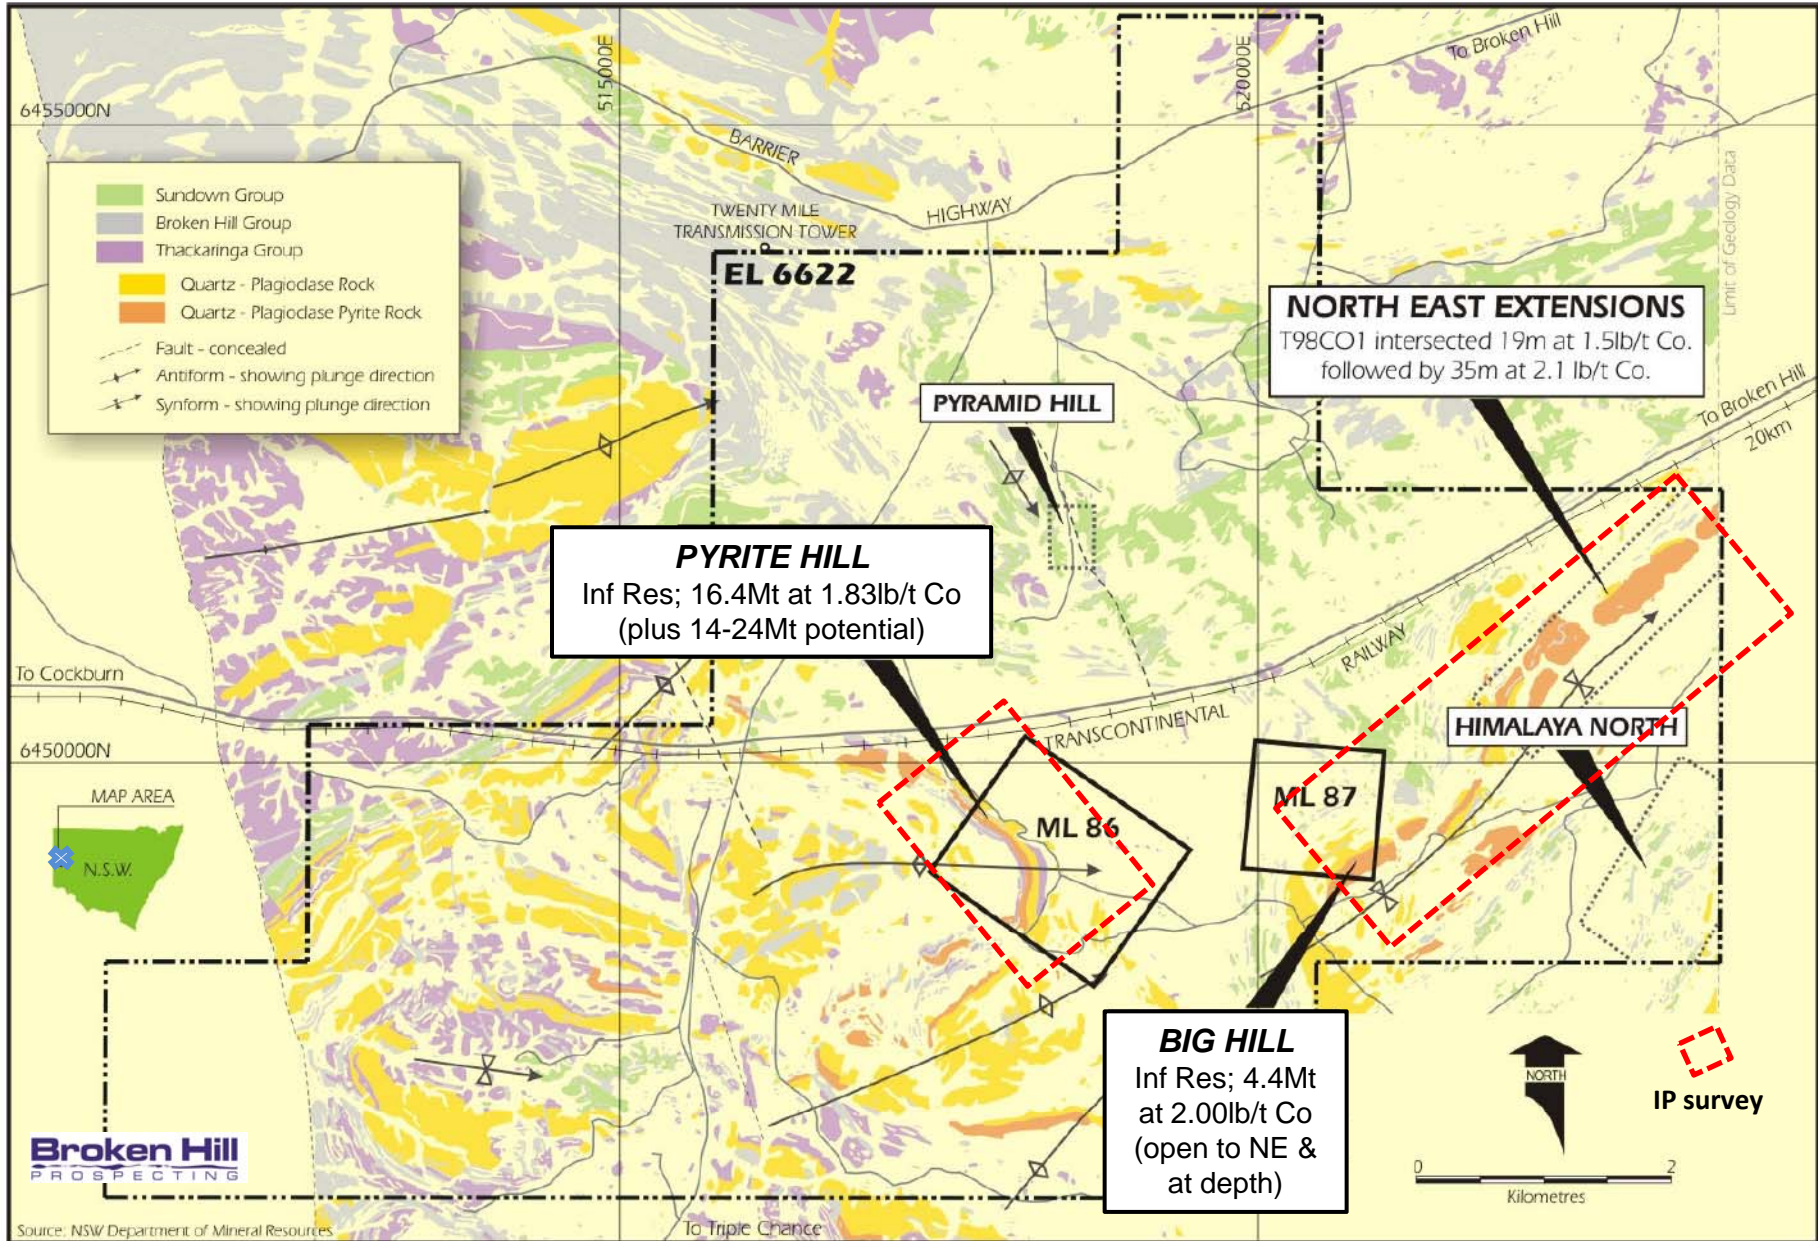 515000E
520000E
To Broken Hill
6455000N
BARRIER
HIGHWAY
Sundown Group
Broken Hill Group
Thackaringa Group
Quartz - Plagioclase Rock
Quartz - Plagioclase Pyrite Rock
Fault - concealed
Antiform - showing plunge direction
Synform - showing plunge direction
TWENTY MILE
TRANSMISSION TOWER
EL 6622
Limit of Geology Data
NORTH EAST EXTENSIONS
T98CO1 intersected 19m at 1.5lb/t Co.
followed by 35m at 2.1 lb/t Co.
PYRAMID HILL
To Broken Hill
20km
PYRITE HILL
Inf Res; 16.4Mt at 1.83lb/t Co
(plus 14-24Mt potential)
RAILWAY
To Cockburn
TRANSCONTINENTAL
HIMALAYA NORTH
6450000N
MAP AREA
N.S.W.
ML 86
ML 87
BIG HILL
Inf Res; 4.4Mt
at 2.00lb/t Co
(open to NE &
at depth)
NORTH
IP survey
0 2
Kilometres
Broken Hill
PROSPECTING
Source: NSW Department of Mineral Resources
To Triple Chance